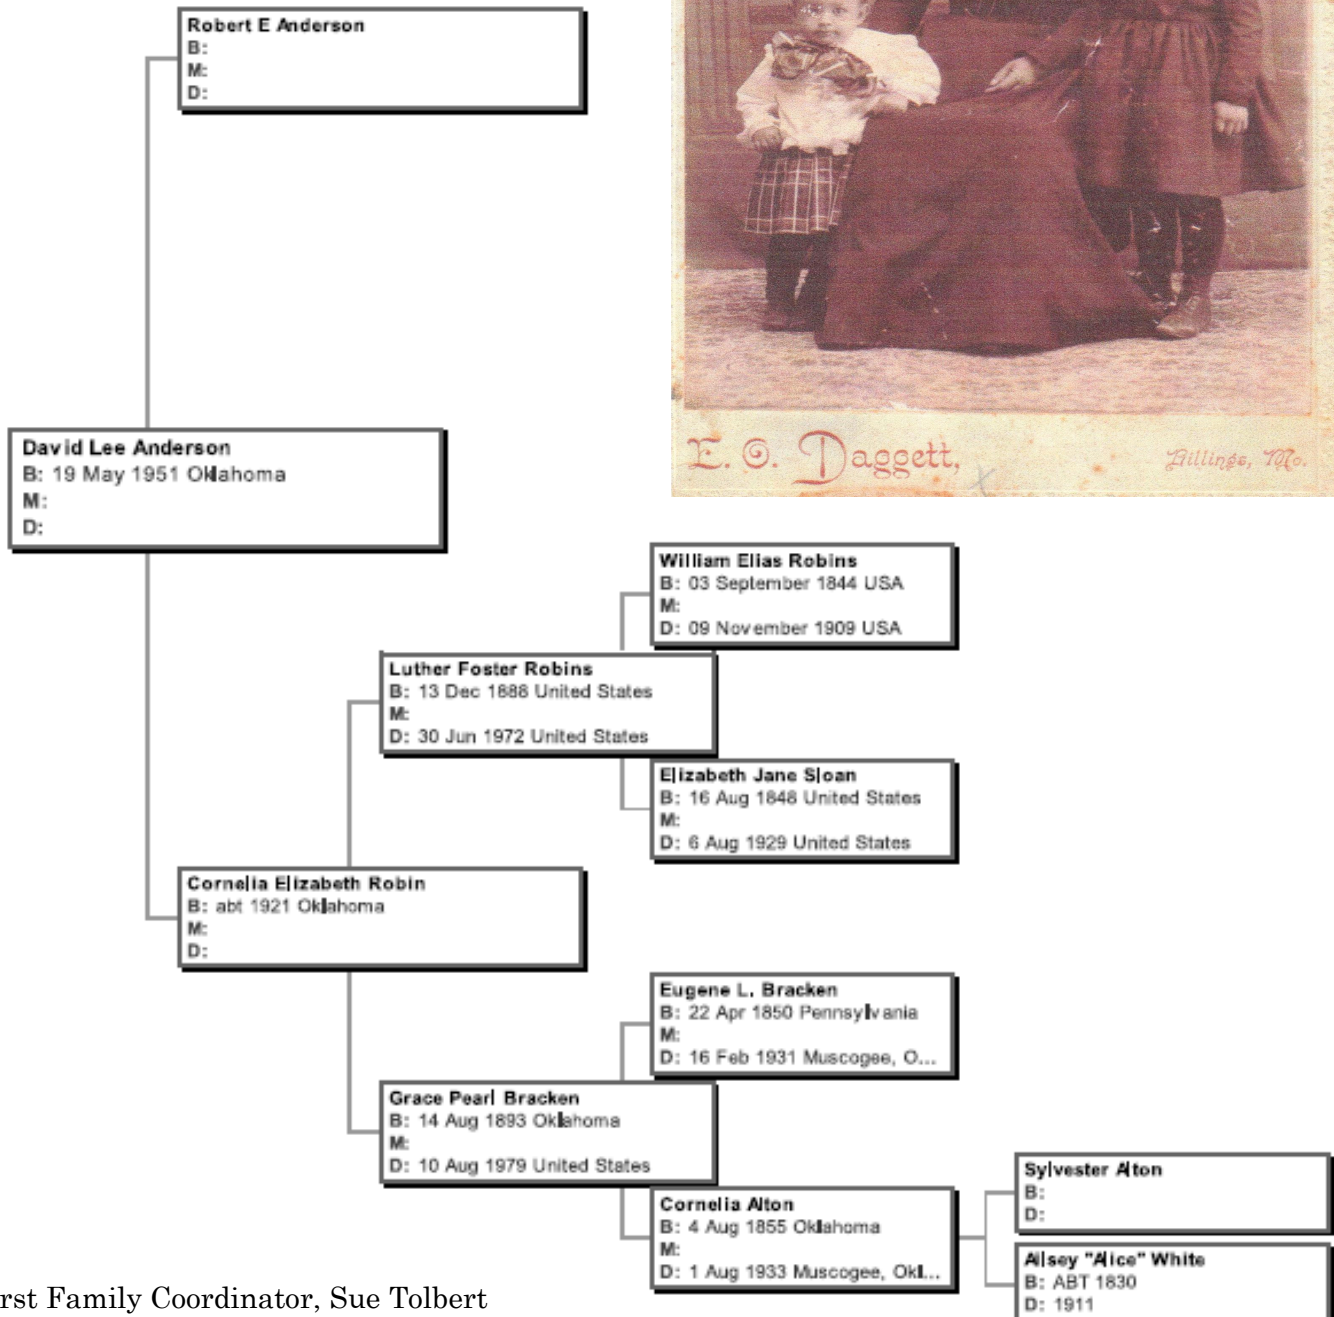 Robert E Anderson
B:
M:
D:
E. O. Daggett,
Billings, Mo.
David Lee Anderson
B: 19 May 1951 Oklahoma
M:
D:
William Elias Robins
B: 03 September 1844 USA
M:
D: 09 November 1909 USA
Luther Foster Robins
B: 13 Dec 1888 United States
M:
D: 30 Jun 1972 United States
Elizabeth Jane Sloan
B: 16 Aug 1848 United States
M:
D: 6 Aug 1929 United States
Cornelia Elizabeth Robin
B: abt 1921 Oklahoma
M:
D:
Eugene L. Bracken
B: 22 Apr 1850 Pennsylvania
M:
D: 16 Feb 1931 Muscogee, O...
Grace Pearl Bracken
B: 14 Aug 1893 Oklahoma
M:
D: 10 Aug 1979 United States
Cornelia Alton
B: 4 Aug 1855 Oklahoma
M:
D: 1 Aug 1933 Muscogee, Okl...
Sylvester Alton
B:
D:
Ailsey "Alice" White
B: ABT 1830
D: 1911
rst Family Coordinator, Sue Tolbert